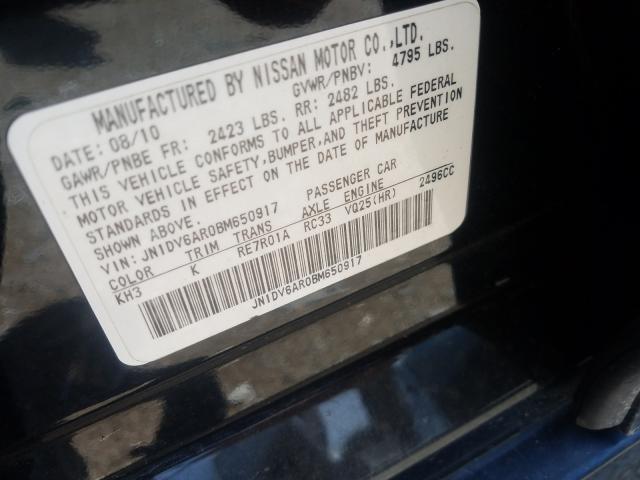 MANUFACTURED BY NISSAN MOTOR CO.,LTD.
DATE: 08/10 GVWR/PNBV: 4795 LBS.
GAWR/PNBE FR: 2423 LBS. RR: 2482 LBS.
THIS VEHICLE CONFORMS TO ALL APPLICABLE FEDERAL
MOTOR VEHICLE SAFETY,BUMPER,AND THEFT PREVENTION
STANDARDS IN EFFECT ON THE DATE OF MANUFACTURE
SHOWN ABOVE.
VIN: JN1DV6AR0BM650917 PASSENGER CAR
COLOR TRIM TRANS AXLE ENGINE
KH3 K RE7R01A RC33 VQ25(HR) 2496CC
JN1DV6AR0BM650917